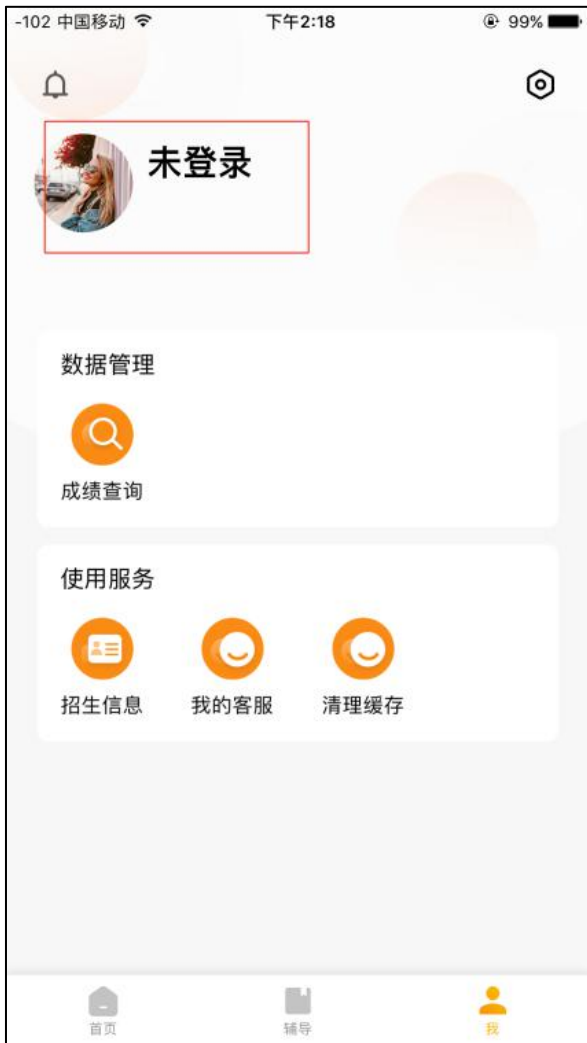 -102 中国移动 下午2:18 99%
未登录
数据管理
成绩查询
使用服务
招生信息 我的客服 清理缓存
首页 辅导 我